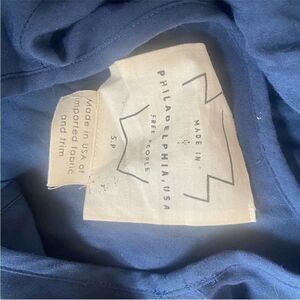 MADE IN
PHILADELPHIA, USA
FREE PEOPLE
S.P
Made in USA of
imported fabric
and trim